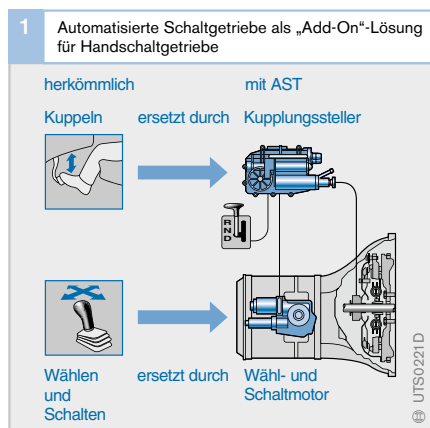 1
Automatisierte Schaltgetriebe als „Add-On“-Lösung
für Handschaltgetriebe
herkömmlich mit AST
Kuppeln ersetzt durch Kupplungssteller
R
N
D
Wählen ersetzt durch Wähl- und
und Schaltmotor
Schalten
UTS0221D